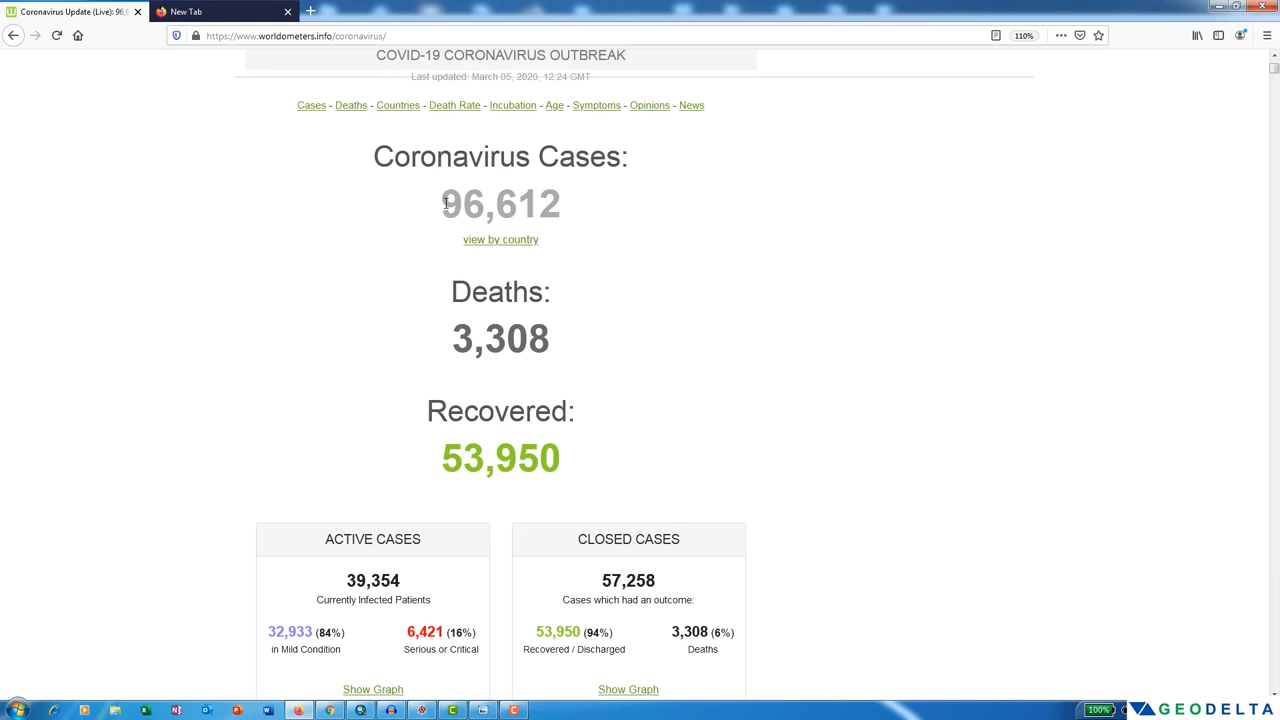 Coronavirus Update (Live): 96,6
New Tab
https://www.worldometers.info/coronavirus/
110%
COVID-19 CORONAVIRUS OUTBREAK
Last updated: March 05, 2020, 12:24 GMT
Cases - Deaths - Countries - Death Rate - Incubation - Age - Symptoms - Opinions - News
Coronavirus Cases:
96,612
view by country
Deaths:
3,308
Recovered:
53,950
ACTIVE CASES
39,354
Currently Infected Patients
32,933 (84%)
in Mild Condition
6,421 (16%)
Serious or Critical
Show Graph
CLOSED CASES
57,258
Cases which had an outcome:
53,950 (94%)
Recovered / Discharged
3,308 (6%)
Deaths
Show Graph
100%
GEODELTA